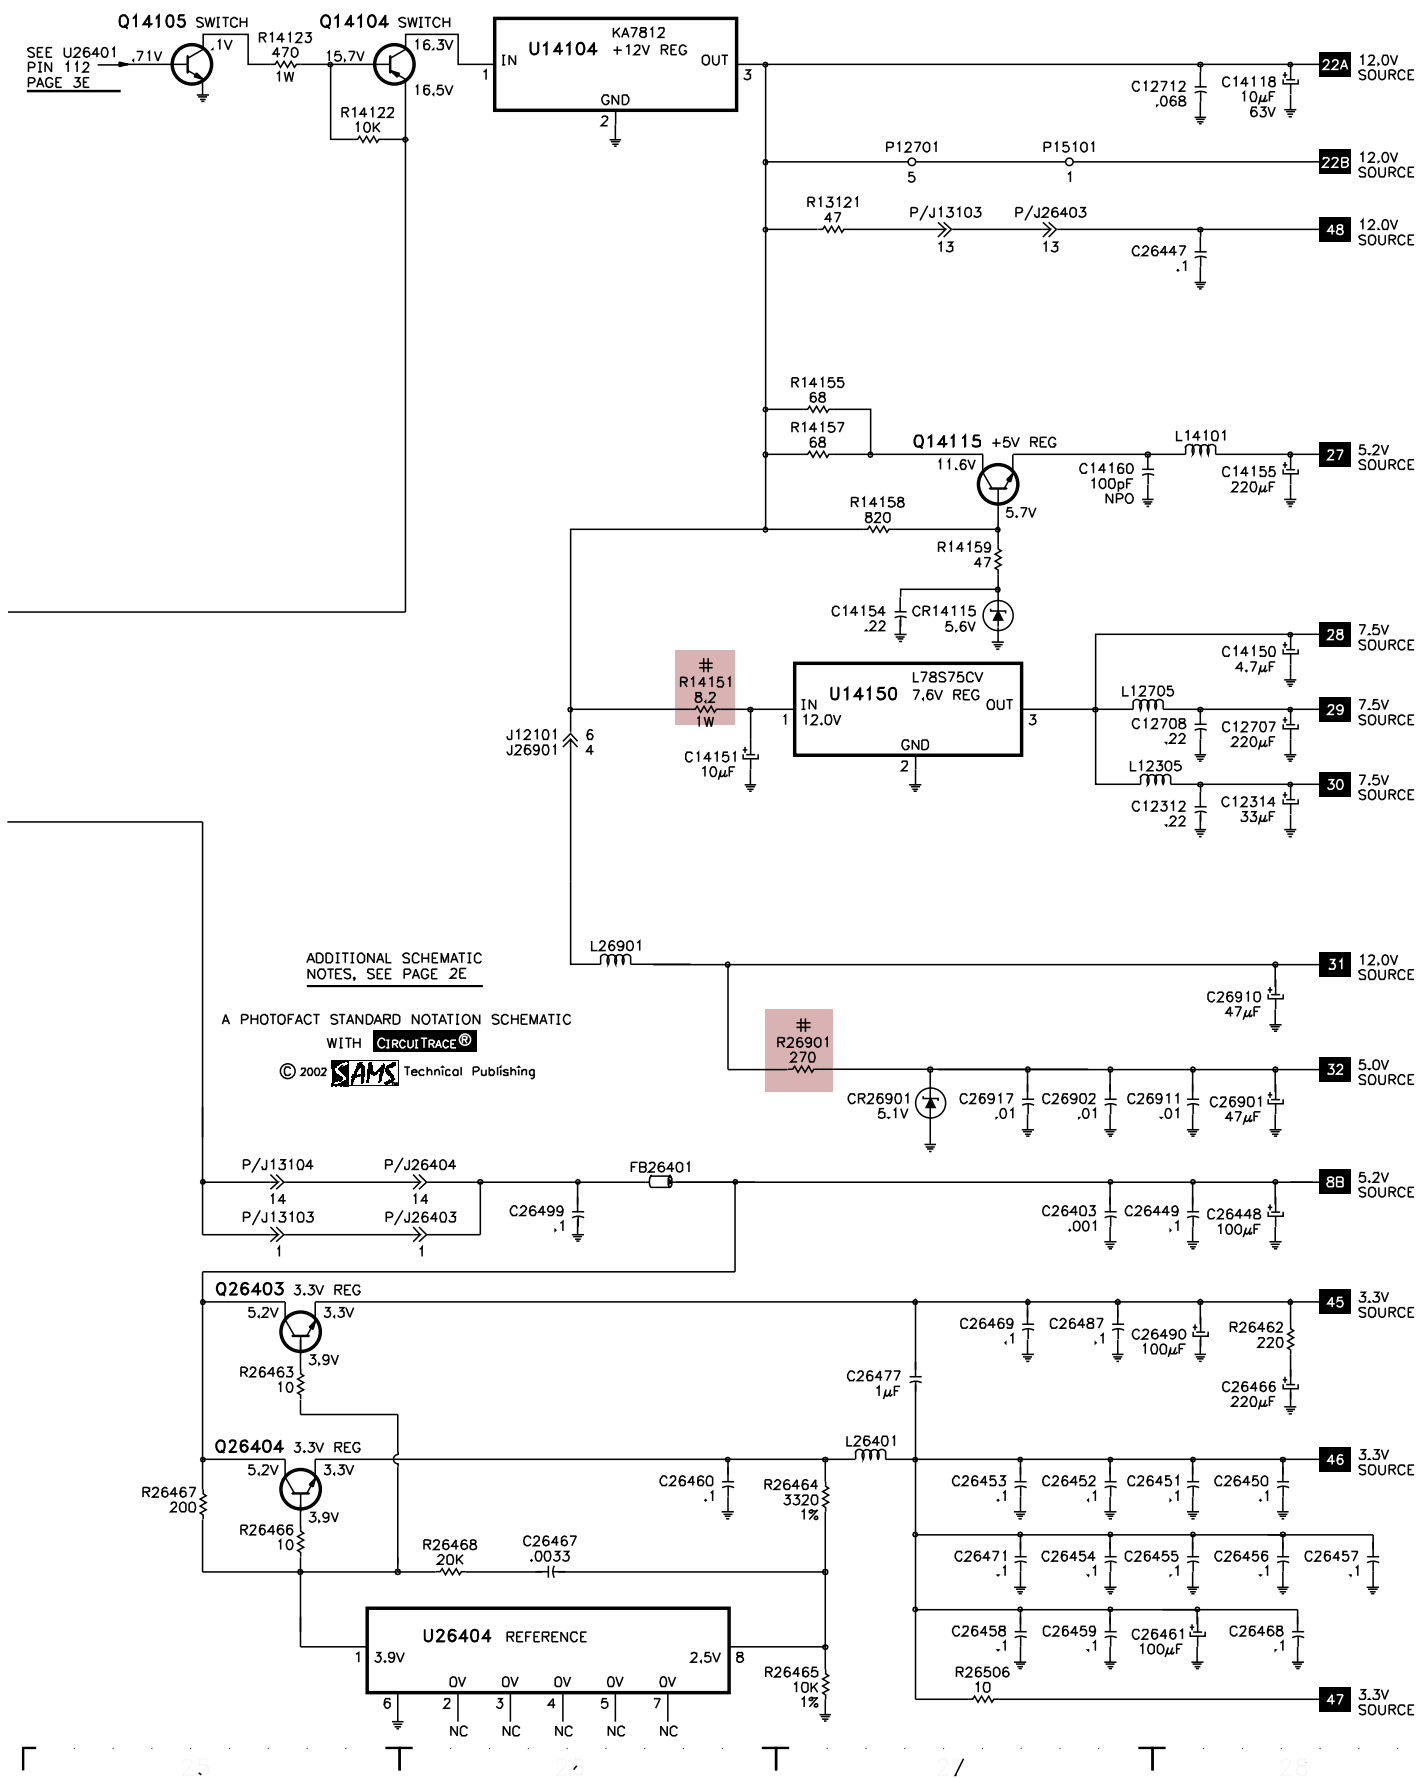 Q14105 SWITCH
Q14104 SWITCH
SEE U26401
PIN 112
PAGE 3E
.71V
.1V
R14123
470
1W
15.7V
16.3V
16.5V
R14122
10K
KA7812
U14104 +12V REG
IN
OUT
GND
1
2
3
C12712
.068
C14118
10µF
63V
22A 12.0V
SOURCE
P12701
5
P15101
1
22B 12.0V
SOURCE
R13121
47
P/J13103
13
P/J26403
13
C26447
.1
48 12.0V
SOURCE
R14155
68
R14157
68
Q14115 +5V REG
11.6V
5.7V
L14101
C14160
100pF
NPO
C14155
220µF
27 5.2V
SOURCE
R14158
820
R14159
47
C14154
.22
CR14115
5.6V
C14150
4.7µF
28 7.5V
SOURCE
#
R14151
8.2
1W
L78S75CV
U14150 7.6V REG
IN
12.0V
OUT
GND
1
2
3
C14151
10µF
L12705
C12708
.22
C12707
220µF
29 7.5V
SOURCE
J12101 6
J26901 4
L12305
C12312
.22
C12314
33µF
30 7.5V
SOURCE
L26901
C26910
47µF
31 12.0V
SOURCE
ADDITIONAL SCHEMATIC
NOTES, SEE PAGE 2E
A PHOTOFACT STANDARD NOTATION SCHEMATIC
WITH CIRCUITRACE®
© 2002 SAMS Technical Publishing
#
R26901
270
CR26901
5.1V
C26917
.01
C26902
.01
C26911
.01
C26901
47µF
32 5.0V
SOURCE
P/J13104
14
P/J26404
14
P/J13103
1
P/J26403
1
C26499
.1
FB26401
C26403
.001
C26449
.1
C26448
100µF
8B 5.2V
SOURCE
Q26403 3.3V REG
5.2V
3.3V
3.9V
R26463
10
C26469
.1
C26487
.1
C26490
100µF
R26462
220
C26466
220µF
45 3.3V
SOURCE
C26477
1µF
Q26404 3.3V REG
5.2V
3.3V
3.9V
R26467
200
R26466
10
C26460
.1
R26464
3320
1%
L26401
C26453
.1
C26452
.1
C26451
.1
C26450
.1
46 3.3V
SOURCE
R26468
20K
C26467
.0033
C26471
.1
C26454
.1
C26455
.1
C26456
.1
C26457
.1
U26404 REFERENCE
1 3.9V
2.5V 8
0V 0V 0V 0V 0V
6 2 3 4 5 7
NC NC NC NC NC
R26465
10K
1%
C26458
.1
C26459
.1
C26461
100µF
C26468
.1
R26506
10
47 3.3V
SOURCE